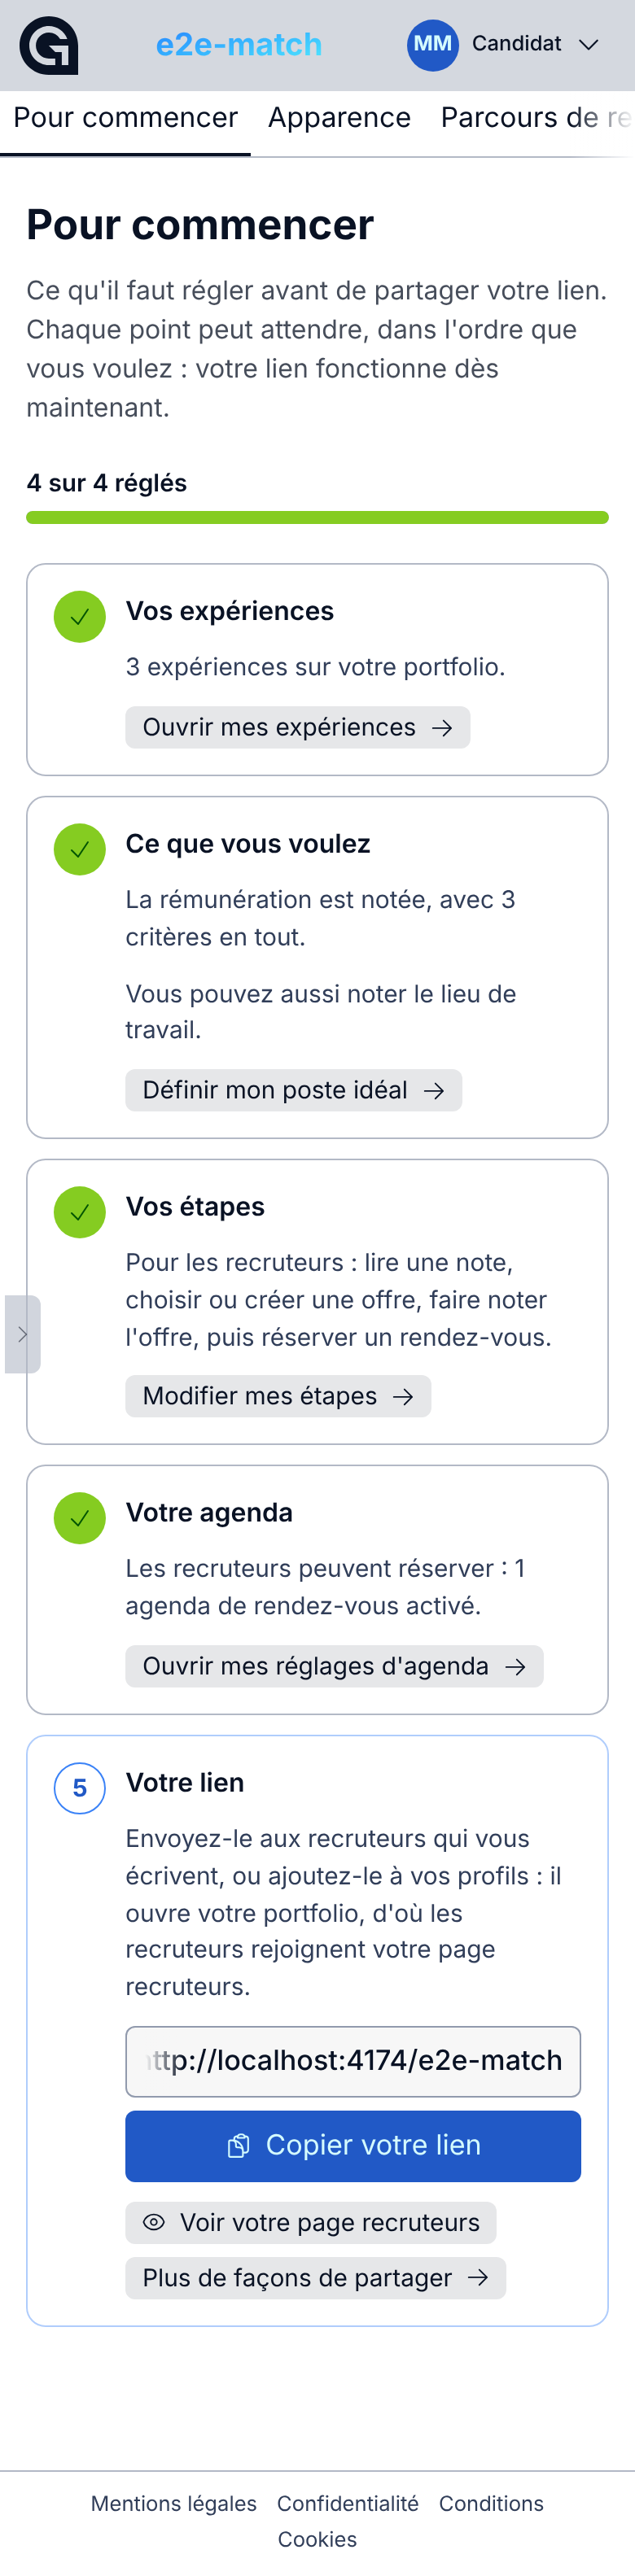 e2e-match
MM Candidat
Pour commencer Apparence Parcours de re
Pour commencer
Ce qu'il faut régler avant de partager votre lien.
Chaque point peut attendre, dans l'ordre que
vous voulez : votre lien fonctionne dès
maintenant.
4 sur 4 réglés
Vos expériences
3 expériences sur votre portfolio.
Ouvrir mes expériences →
Ce que vous voulez
La rémunération est notée, avec 3
critères en tout.
Vous pouvez aussi noter le lieu de
travail.
Définir mon poste idéal →
Vos étapes
Pour les recruteurs : lire une note,
choisir ou créer une offre, faire noter
l'offre, puis réserver un rendez-vous.
Modifier mes étapes →
Votre agenda
Les recruteurs peuvent réserver : 1
agenda de rendez-vous activé.
Ouvrir mes réglages d'agenda →
5 Votre lien
Envoyez-le aux recruteurs qui vous
écrivent, ou ajoutez-le à vos profils : il
ouvre votre portfolio, d'où les
recruteurs rejoignent votre page
recruteurs.
ttp://localhost:4174/e2e-match
Copier votre lien
Voir votre page recruteurs
Plus de façons de partager →
Mentions légales Confidentialité Conditions
Cookies